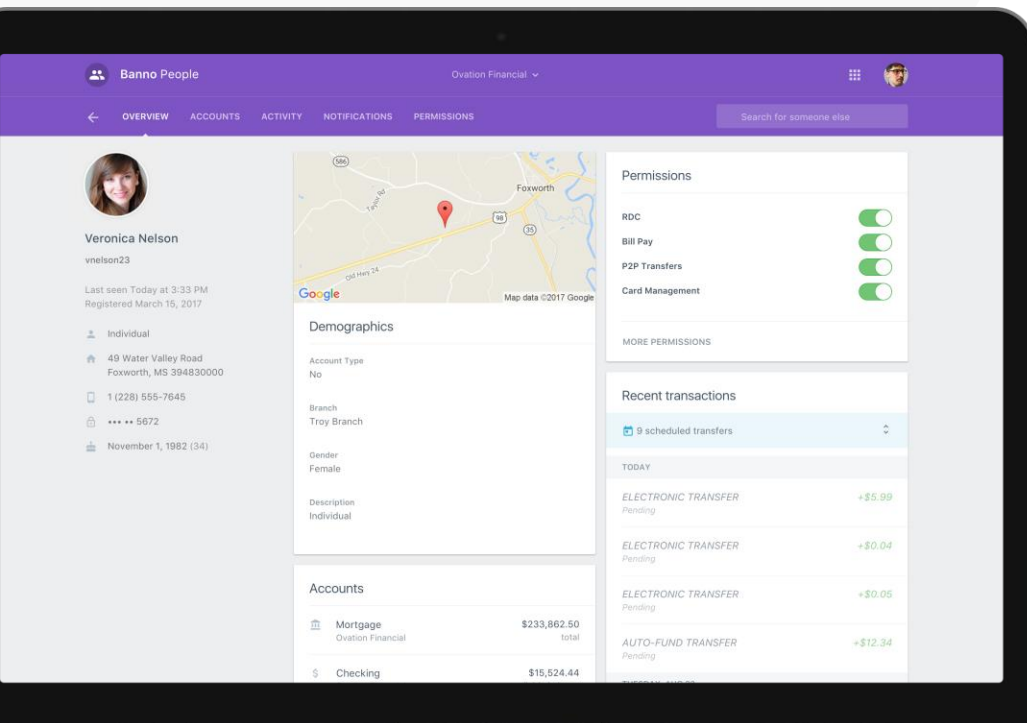 Banno People
Ovation Financial
OVERVIEW ACCOUNTS ACTIVITY NOTIFICATIONS PERMISSIONS
Search for someone else
Veronica Nelson
vnelson23
Last seen Today at 3:33 PM
Registered March 15, 2017
Individual
49 Water Valley Road
Foxworth, MS 394830000
1 (228) 555-7645
••• •• 5672
November 1, 1982 (34)
586
Taylor Rd
Foxworth
98
35
Old Hwy 24
Google
Map data ©2017 Google
Demographics
Account Type
No
Branch
Troy Branch
Gender
Female
Description
Individual
Accounts
Mortgage $233,862.50
Ovation Financial total
$ Checking $15,524.44
Permissions
RDC
Bill Pay
P2P Transfers
Card Management
MORE PERMISSIONS
Recent transactions
9 scheduled transfers
TODAY
ELECTRONIC TRANSFER +$5.99
Pending
ELECTRONIC TRANSFER +$0.04
Pending
ELECTRONIC TRANSFER +$0.05
Pending
AUTO-FUND TRANSFER +$12.34
Pending